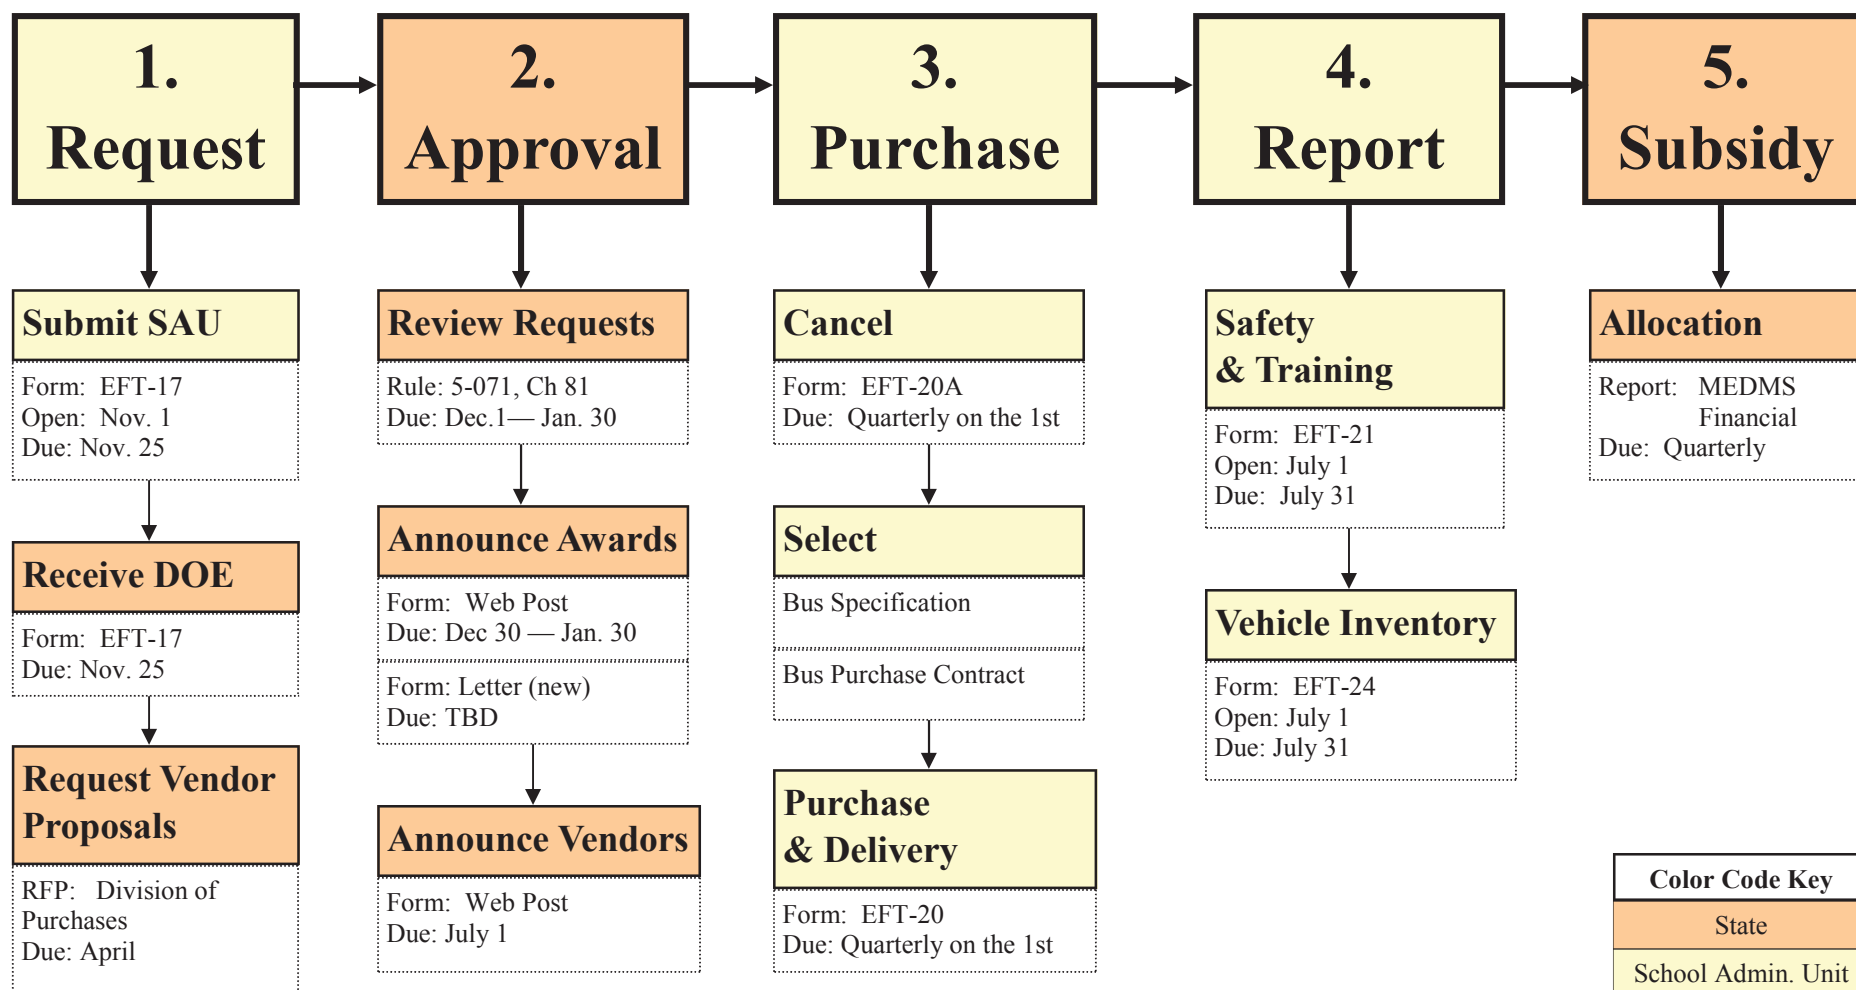 1.
Request
2.
Approval
3.
Purchase
4.
Report
5.
Subsidy
Submit SAU
Form:  EFT-17
Open:  Nov. 1
Due: Nov. 25
Receive DOE
Form:  EFT-17
Due: Nov. 25
Request Vendor
Proposals
RFP:   Division of
Purchases
Due: April
Review Requests
Rule: 5-071, Ch 81
Due: Dec.1— Jan. 30
Announce Awards
Form:  Web Post
Due: Dec 30 — Jan. 30
Form: Letter (new)
Due: TBD
Announce Vendors
Form:  Web Post
Due: July 1
Cancel
Form:  EFT-20A
Due:  Quarterly on the 1st
Select
Bus Specification
Bus Purchase Contract
Purchase
& Delivery
Form:  EFT-20
Due: Quarterly on the 1st
Safety
& Training
Form:  EFT-21
Open: July 1
Due:  July 31
Vehicle Inventory
Form:  EFT-24
Open: July 1
Due: July 31
Allocation
Report:   MEDMS
Financial
Due:  Quarterly
Color Code Key
State
School Admin. Unit